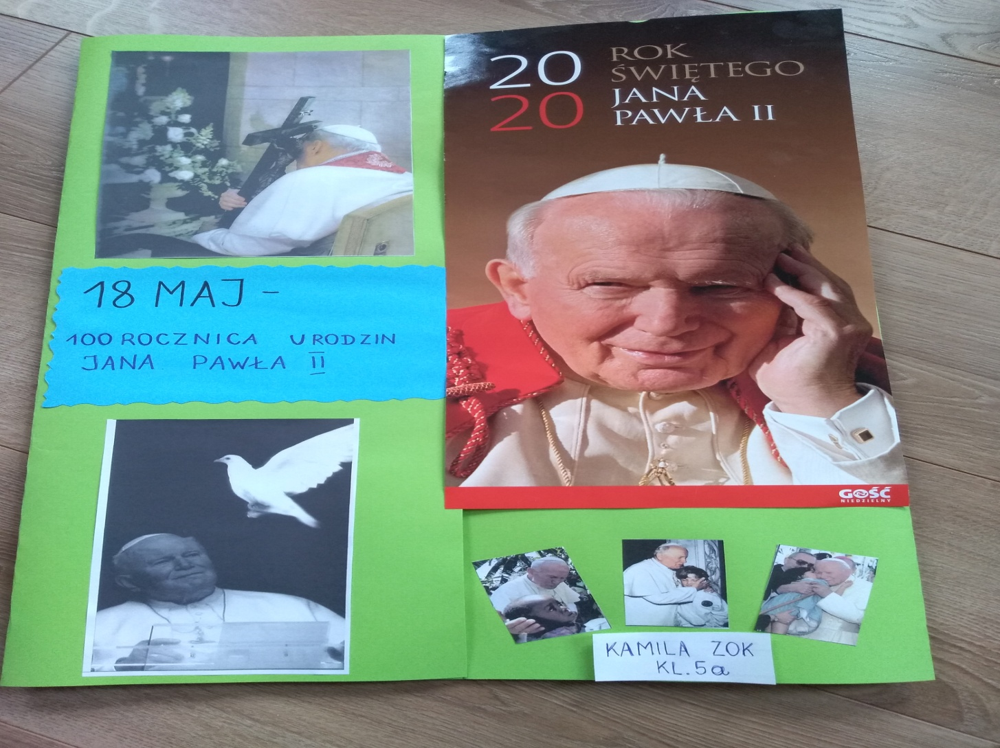 18 MAJ -
100 ROCZNICA URODZIN
JANA PAWŁA II
20
20
ROK
ŚWIĘTEGO
JANA
PAWŁA II
GOŚĆ
NIEDZIELNY
KAMILA ZOK
KL. 5a